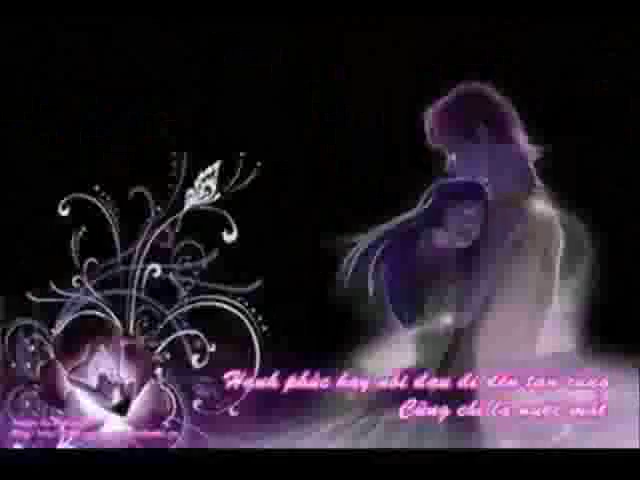 Hạnh phúc hay nỗi đau đi đến tận cùng
Cũng chỉ là nước mắt